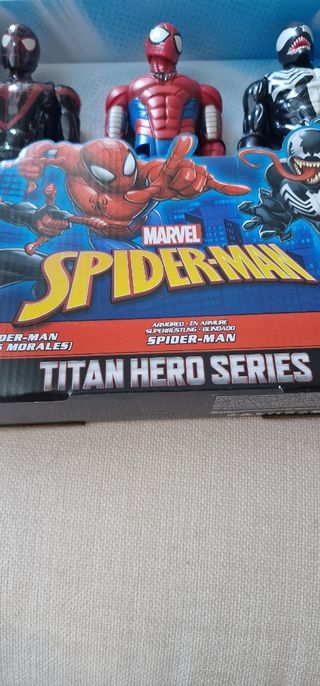 MARVEL
SPIDER-MAN
DER-MAN
S MORALES)
ARMORED • EN ARMURE
SUPERRÜSTUNG • BLINDADO
SPIDER-MAN
TITAN HERO SERIES